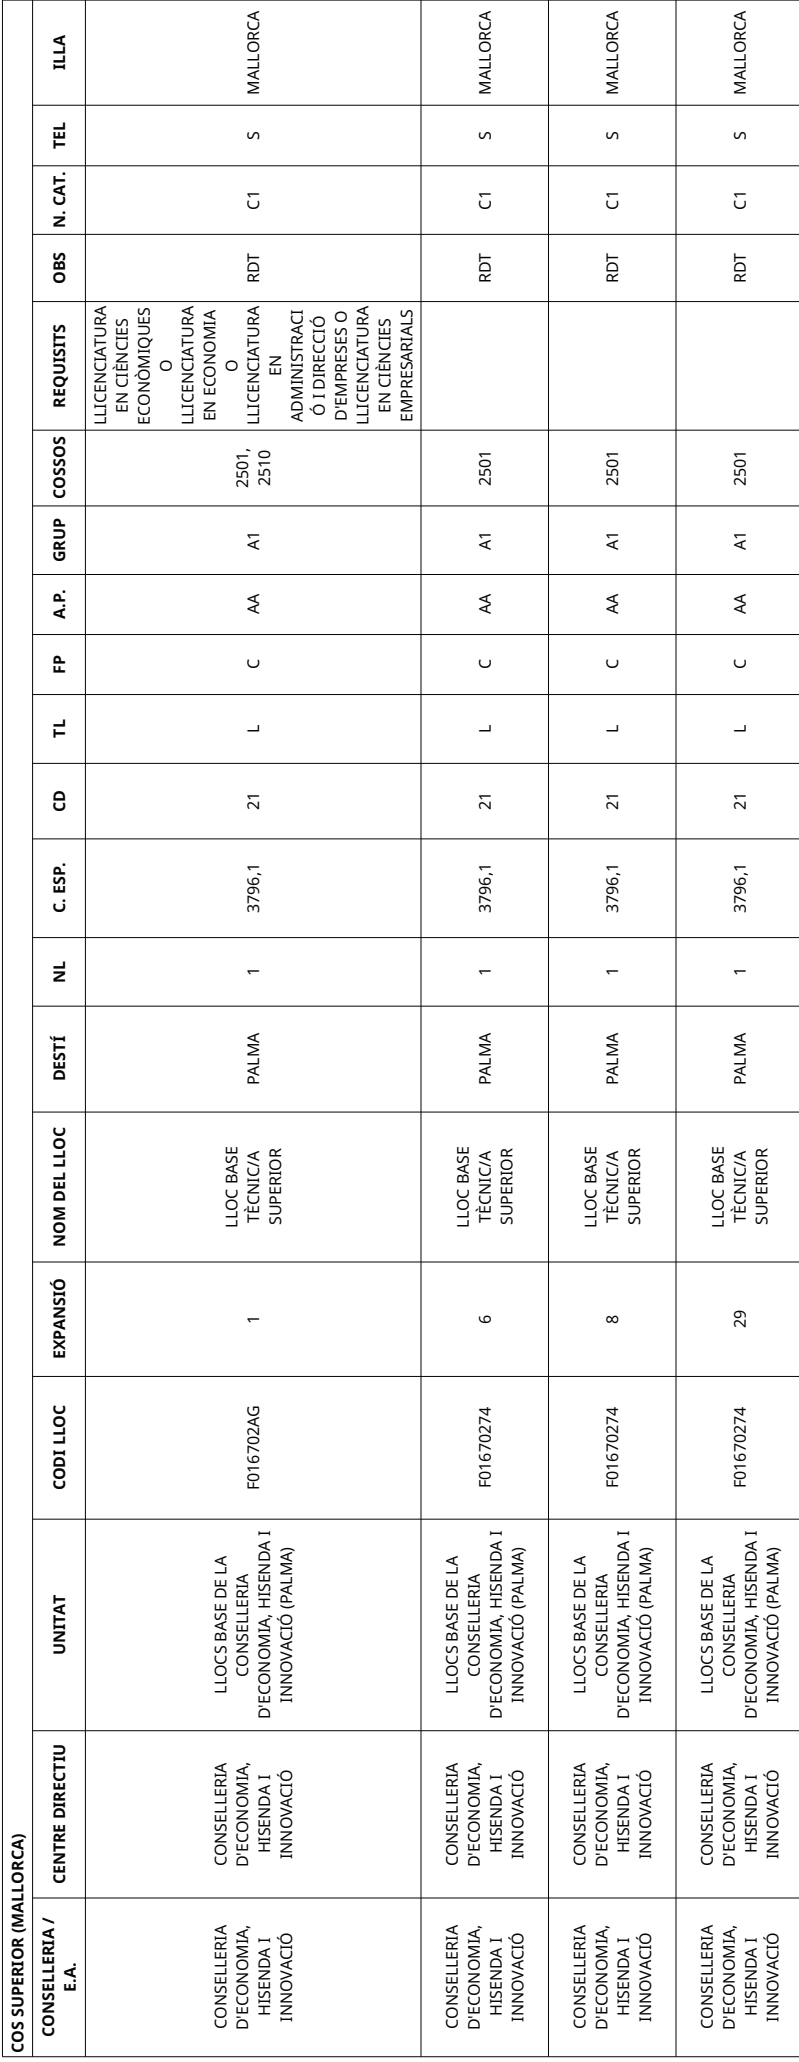 COS SUPERIOR (MALLORCA)
CONSELLERIA /
E.A.
CENTRE DIRECTIU
UNITAT
CODI LLOC
EXPANSIÓ
NOM DEL LLOC
DESTÍ
NL
C. ESP.
CD
TL
FP
A.P.
GRUP
COSSOS
REQUISITS
OBS
N. CAT.
TEL
ILLA
CONSELLERIA
D'ECONOMIA,
HISENDA I
INNOVACIÓ
CONSELLERIA
D'ECONOMIA,
HISENDA I
INNOVACIÓ
LLOCS BASE DE LA
CONSELLERIA
D'ECONOMIA, HISENDA I
INNOVACIÓ (PALMA)
F016702AG
1
LLOC BASE
TÈCNIC/A
SUPERIOR
PALMA
1
3796,1
21
L
C
AA
A1
2501,
2510
LLICENCIATURA
EN CIÈNCIES
ECONÒMIQUES
O
LLICENCIATURA
EN ECONOMIA
O
LLICENCIATURA
EN
ADMINISTRACI
Ó I DIRECCIÓ
D'EMPRESES O
LLICENCIATURA
EN CIÈNCIES
EMPRESARIALS
RDT
C1
S
MALLORCA
CONSELLERIA
D'ECONOMIA,
HISENDA I
INNOVACIÓ
CONSELLERIA
D'ECONOMIA,
HISENDA I
INNOVACIÓ
LLOCS BASE DE LA
CONSELLERIA
D'ECONOMIA, HISENDA I
INNOVACIÓ (PALMA)
F01670274
6
LLOC BASE
TÈCNIC/A
SUPERIOR
PALMA
1
3796,1
21
L
C
AA
A1
2501
RDT
C1
S
MALLORCA
CONSELLERIA
D'ECONOMIA,
HISENDA I
INNOVACIÓ
CONSELLERIA
D'ECONOMIA,
HISENDA I
INNOVACIÓ
LLOCS BASE DE LA
CONSELLERIA
D'ECONOMIA, HISENDA I
INNOVACIÓ (PALMA)
F01670274
8
LLOC BASE
TÈCNIC/A
SUPERIOR
PALMA
1
3796,1
21
L
C
AA
A1
2501
RDT
C1
S
MALLORCA
CONSELLERIA
D'ECONOMIA,
HISENDA I
INNOVACIÓ
CONSELLERIA
D'ECONOMIA,
HISENDA I
INNOVACIÓ
LLOCS BASE DE LA
CONSELLERIA
D'ECONOMIA, HISENDA I
INNOVACIÓ (PALMA)
F01670274
29
LLOC BASE
TÈCNIC/A
SUPERIOR
PALMA
1
3796,1
21
L
C
AA
A1
2501
RDT
C1
S
MALLORCA